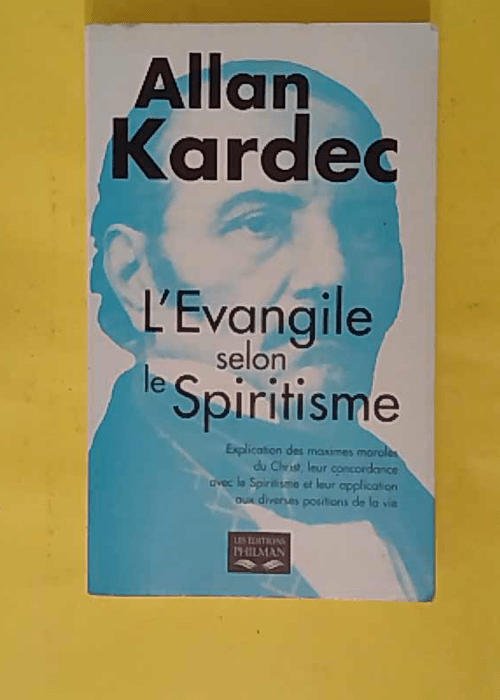 Allan
Kardec
L'Evangile
selon
le Spiritisme
Explication des maximes morales
du Christ, leur concordance
avec le Spiritisme et leur application
aux diverses positions de la vie
LES EDITIONS
PHILMAN